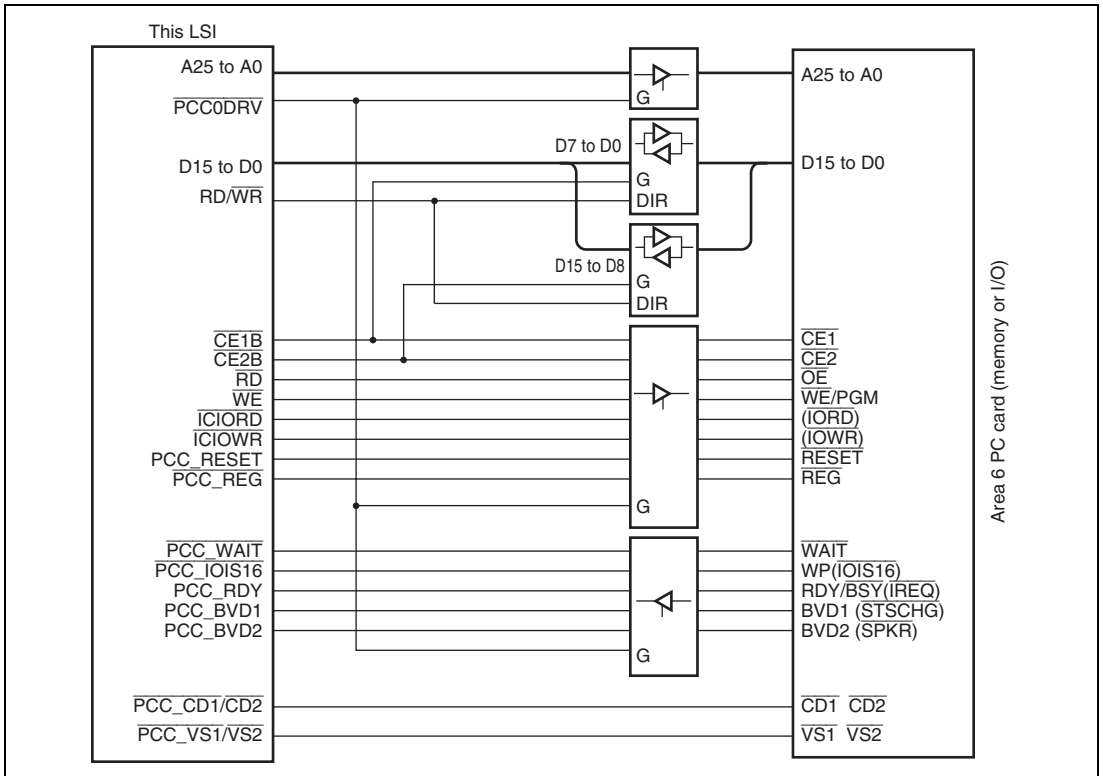 This LSI
A25 to A0
PCC0DRV
D15 to D0
RD/WR
CE1B
CE2B
RD
WE
ICIORD
ICIOWR
PCC_RESET
PCC_REG
PCC_WAIT
PCC_IOIS16
PCC_RDY
PCC_BVD1
PCC_BVD2
PCC_CD1/CD2
PCC_VS1/VS2
G
D7 to D0
G
DIR
D15 to D8
G
DIR
G
G
A25 to A0
D15 to D0
CE1
CE2
OE
WE/PGM
(IORD)
(IOWR)
RESET
REG
WAIT
WP(IOIS16)
RDY/BSY(IREQ)
BVD1 (STSCHG)
BVD2 (SPKR)
CD1 CD2
VS1 VS2
Area 6 PC card (memory or I/O)